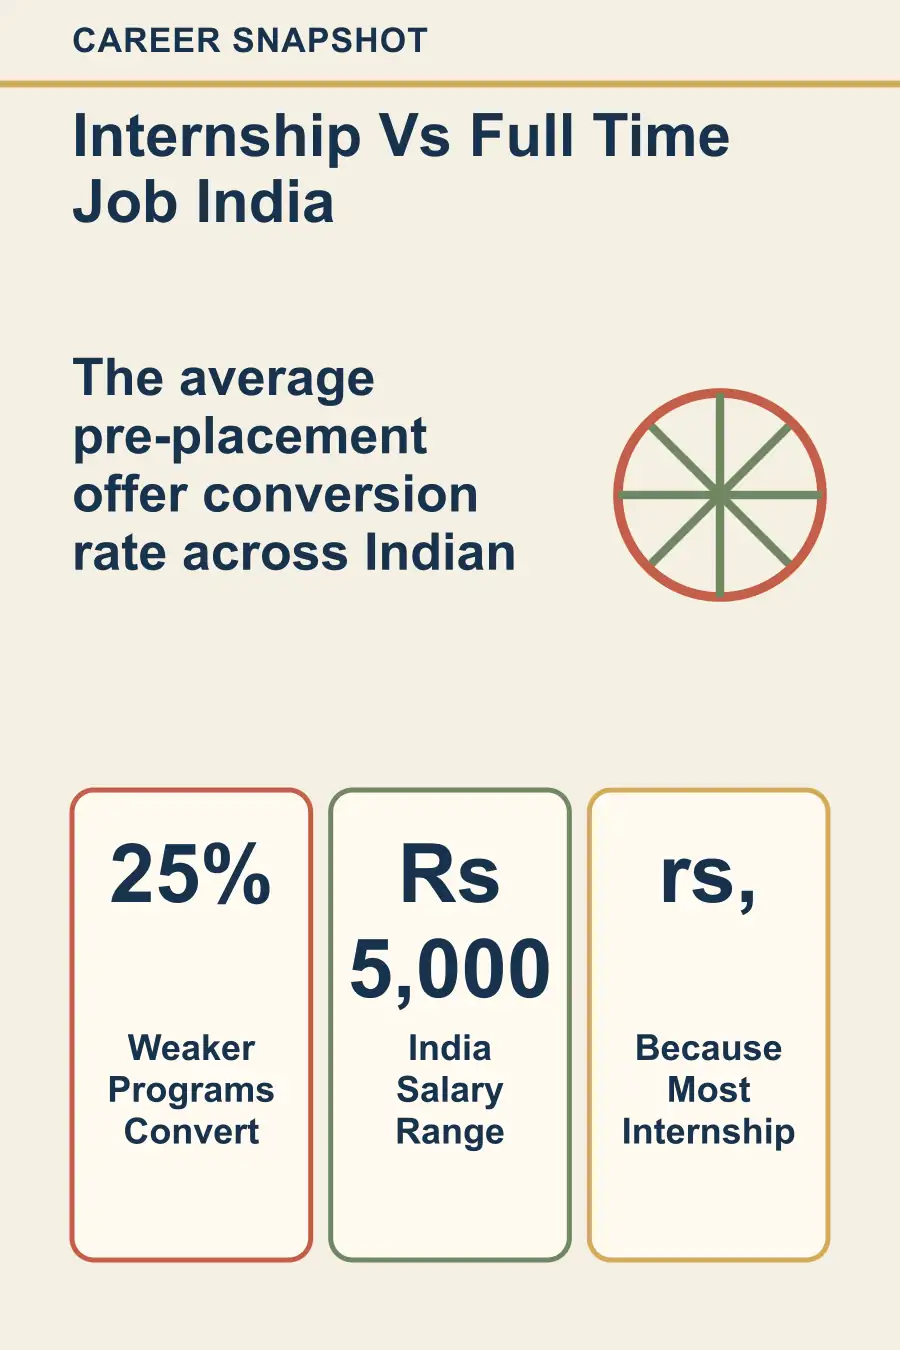 CAREER SNAPSHOT
Internship Vs Full Time
Job India
The average
pre-placement
offer conversion
rate across Indian
25%
Weaker
Programs
Convert
Rs
5,000
India
Salary
Range
rs,
Because
Most
Internship